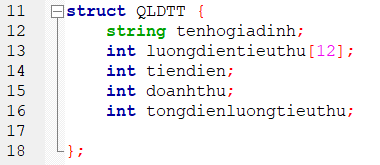 11 struct QLDTT {
12 string tenhogiadinh;
13 int luongdientieuthu[12];
14 int tiendien;
15 int doanhthu;
16 int tongdienluongtieuthu;
17
18 };